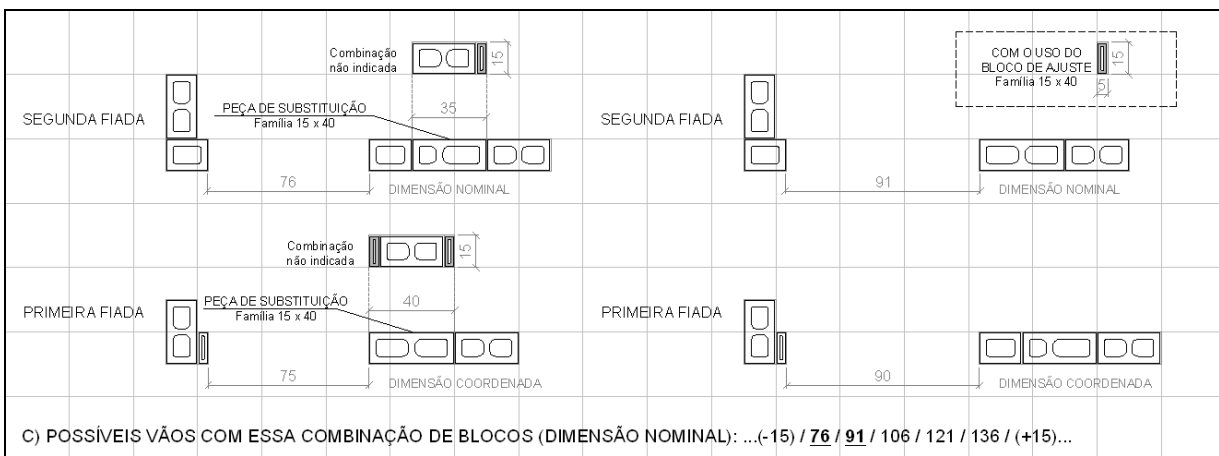 Combinação
não indicada
15
SEGUNDA FIADA
PEÇA DE SUBSTITUIÇÃO
Família 15 x 40
35
76
DIMENSÃO NOMINAL
COM O USO DO
BLOCO DE AJUSTE
Família 15 x 40
15
5
SEGUNDA FIADA
91
DIMENSÃO NOMINAL
Combinação
não indicada
15
PRIMEIRA FIADA
PEÇA DE SUBSTITUIÇÃO
Família 15 x 40
40
75
DIMENSÃO COORDENADA
PRIMEIRA FIADA
90
DIMENSÃO COORDENADA
C) POSSÍVEIS VÃOS COM ESSA COMBINAÇÃO DE BLOCOS (DIMENSÃO NOMINAL): ...(-15) / 76 / 91 / 106 / 121 / 136 / (+15)...